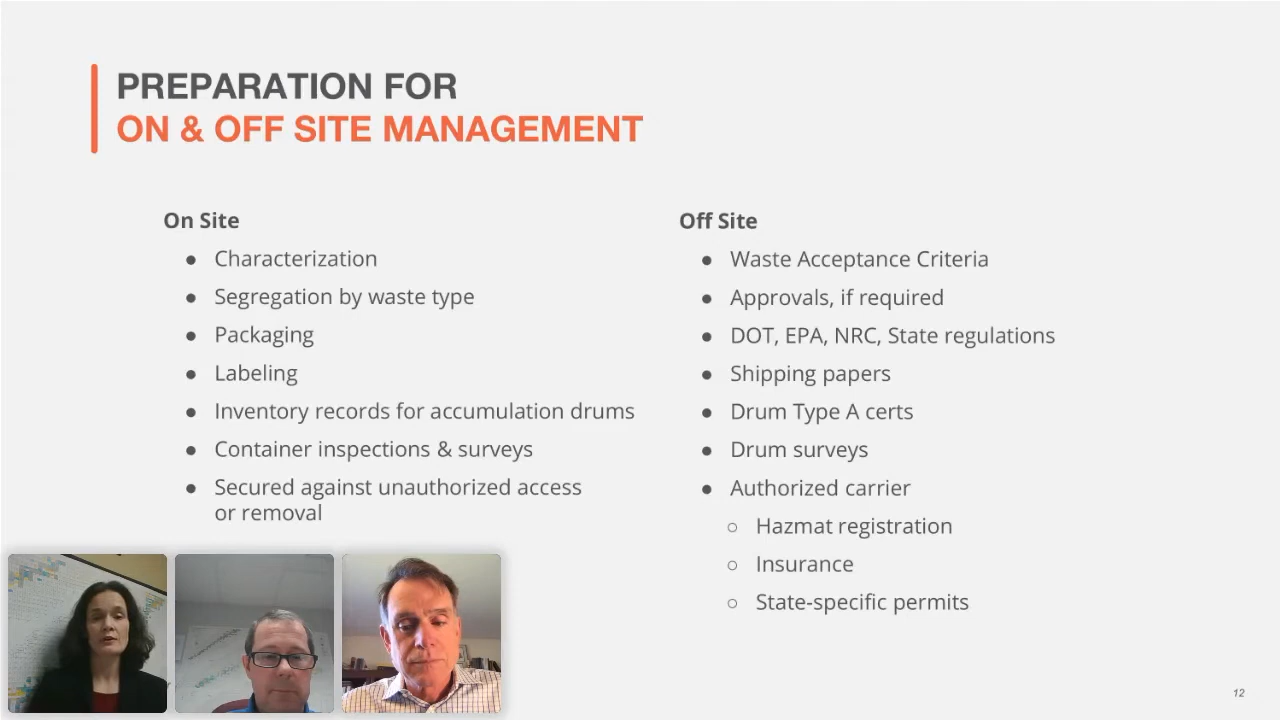 PREPARATION FOR
ON & OFF SITE MANAGEMENT
On Site
● Characterization
● Segregation by waste type
● Packaging
● Labeling
● Inventory records for accumulation drums
● Container inspections & surveys
● Secured against unauthorized access
or removal
Off Site
● Waste Acceptance Criteria
● Approvals, if required
● DOT, EPA, NRC, State regulations
● Shipping papers
● Drum Type A certs
● Drum surveys
● Authorized carrier
○ Hazmat registration
○ Insurance
○ State-specific permits
12